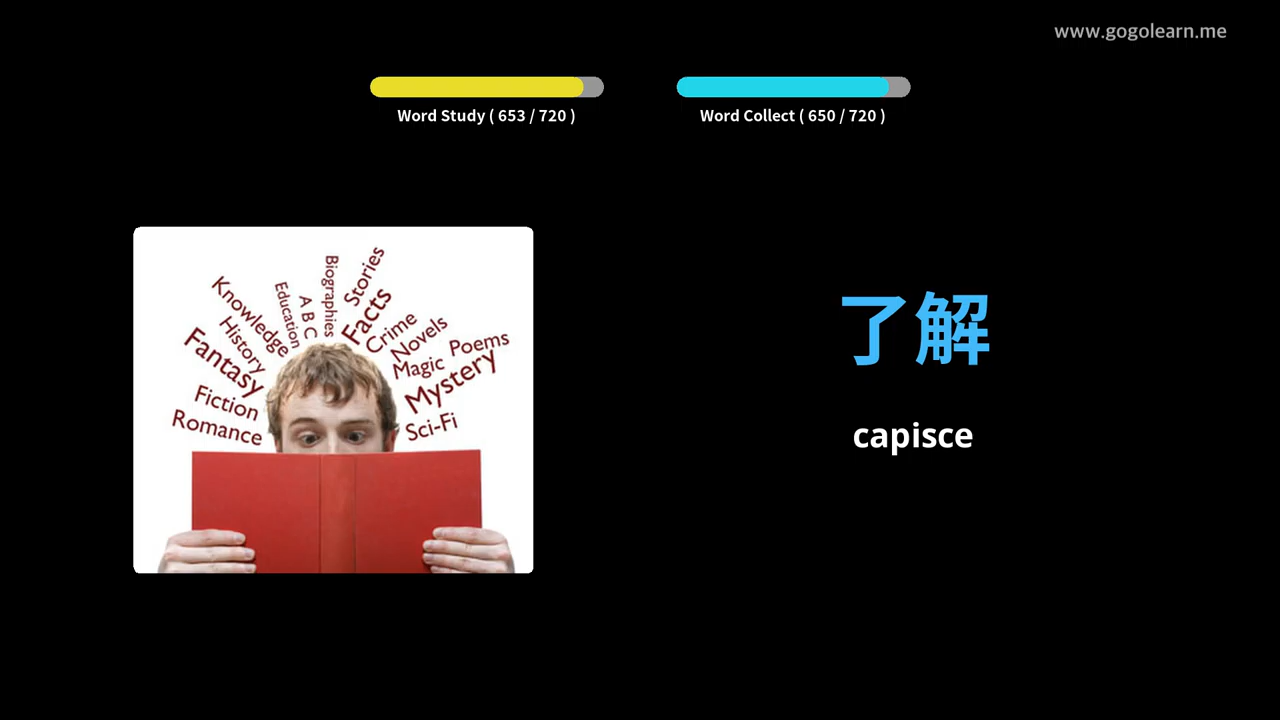 www.gogolearn.me
Word Study ( 653 / 720 )
Word Collect ( 650 / 720 )
Romance
Fiction
Fantasy
History
Knowledge
Education
A B C
Biographies
Stories
Facts
Crime
Novels
Magic
Poems
Mystery
Sci-Fi
了解
capisce